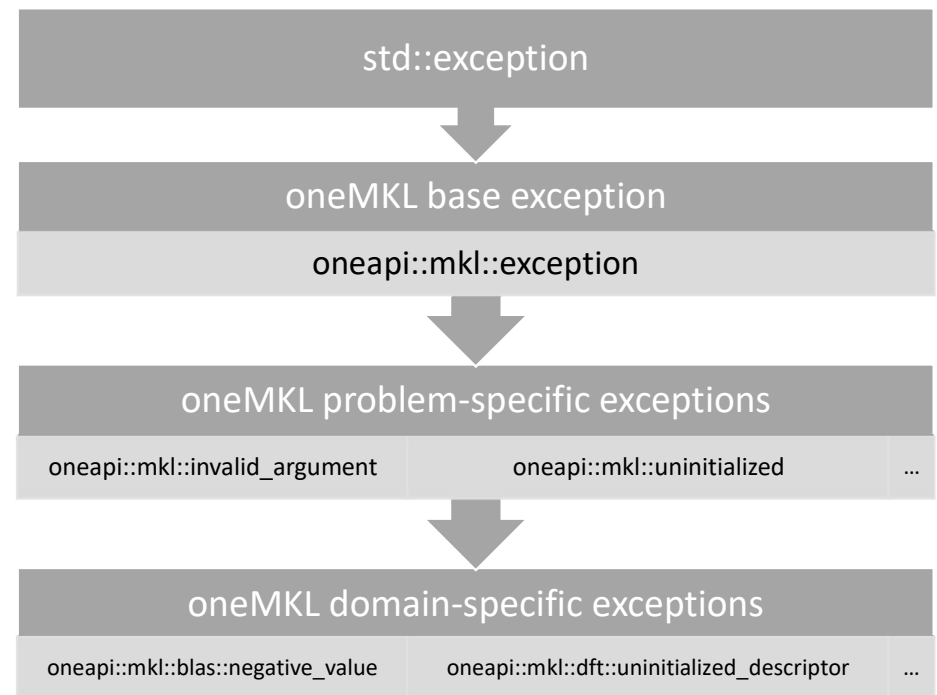 std::exception
oneMKL base exception
oneapi::mkl::exception
oneMKL problem-specific exceptions
oneapi::mkl::invalid_argument oneapi::mkl::uninitialized ...
oneMKL domain-specific exceptions
oneapi::mkl::blas::negative_value oneapi::mkl::dft::uninitialized_descriptor ...